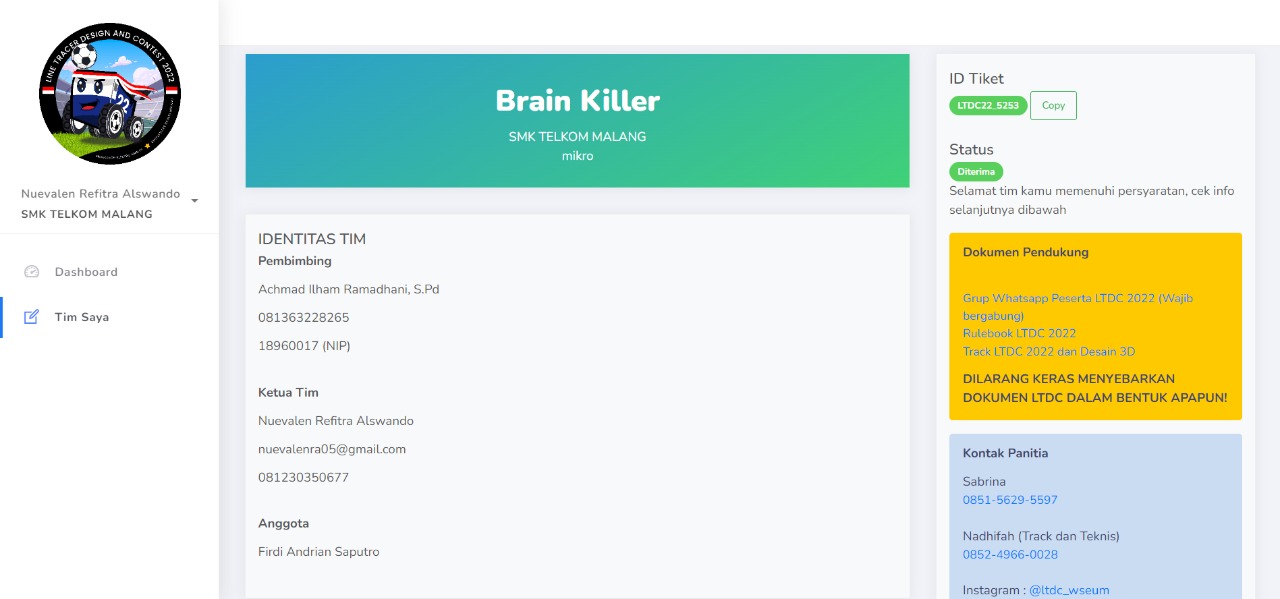 LINE TRACER DESIGN AND CONTEST 2022
22
Nuevalen Refitra Alswando
SMK TELKOM MALANG
Dashboard
Tim Saya
Brain Killer
SMK TELKOM MALANG
mikro
IDENTITAS TIM
Pembimbing
Achmad Ilham Ramadhani, S.Pd
081363228265
18960017 (NIP)
Ketua Tim
Nuevalen Refitra Alswando
nuevalenra05@gmail.com
081230350677
Anggota
Firdi Andrian Saputro
ID Tiket
LTDC22_5253 Copy
Status
Diterima
Selamat tim kamu memenuhi persyaratan, cek info
selanjutnya dibawah
Dokumen Pendukung
Grup Whatsapp Peserta LTDC 2022 (Wajib
bergabung)
Rulebook LTDC 2022
Track LTDC 2022 dan Desain 3D
DILARANG KERAS MENYEBARKAN
DOKUMEN LTDC DALAM BENTUK APAPUN!
Kontak Panitia
Sabrina
0851-5629-5597
Nadhifah (Track dan Teknis)
0852-4966-0028
Instagram : @ltdc_wseum